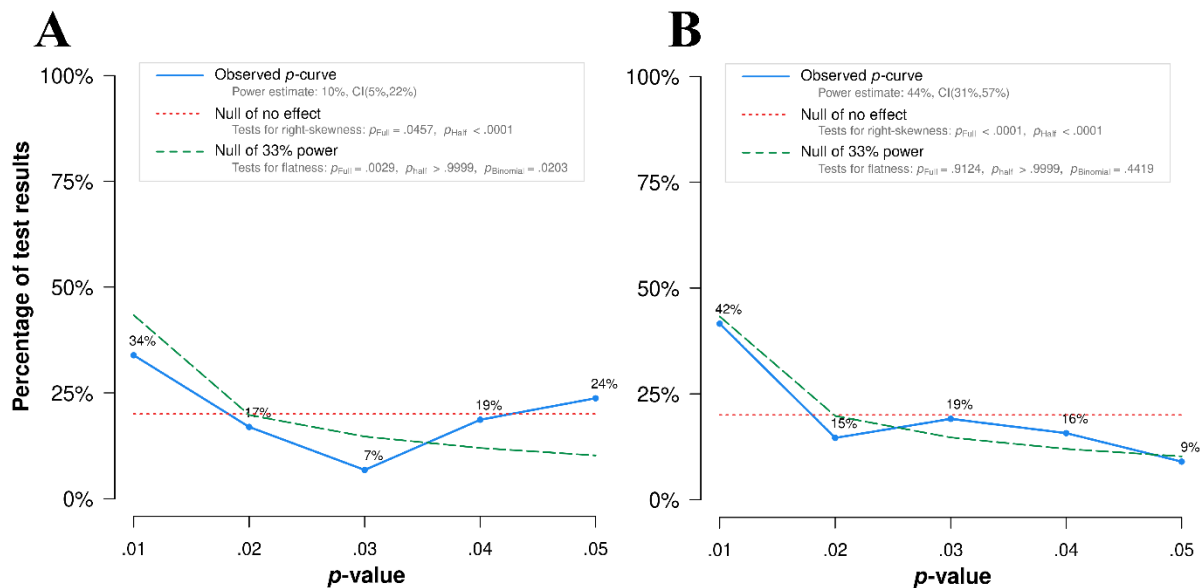 A
Percentage of test results
100%
75%
50%
25%
0%
Observed p-curve
Power estimate: 10%, CI(5%,22%)
Null of no effect
Tests for right-skewness: pFull = .0457, pHalf < .0001
Null of 33% power
Tests for flatness: pFull = .0029, phalf > .9999, pBinomial = .0203
34%
17%
7%
19%
24%
.01 .02 .03 .04 .05
p-value
B
100%
75%
50%
25%
0%
Observed p-curve
Power estimate: 44%, CI(31%,57%)
Null of no effect
Tests for right-skewness: pFull < .0001, pHalf < .0001
Null of 33% power
Tests for flatness: pFull = .9124, phalf > .9999, pBinomial = .4419
42%
15%
19%
16%
9%
.01 .02 .03 .04 .05
p-value